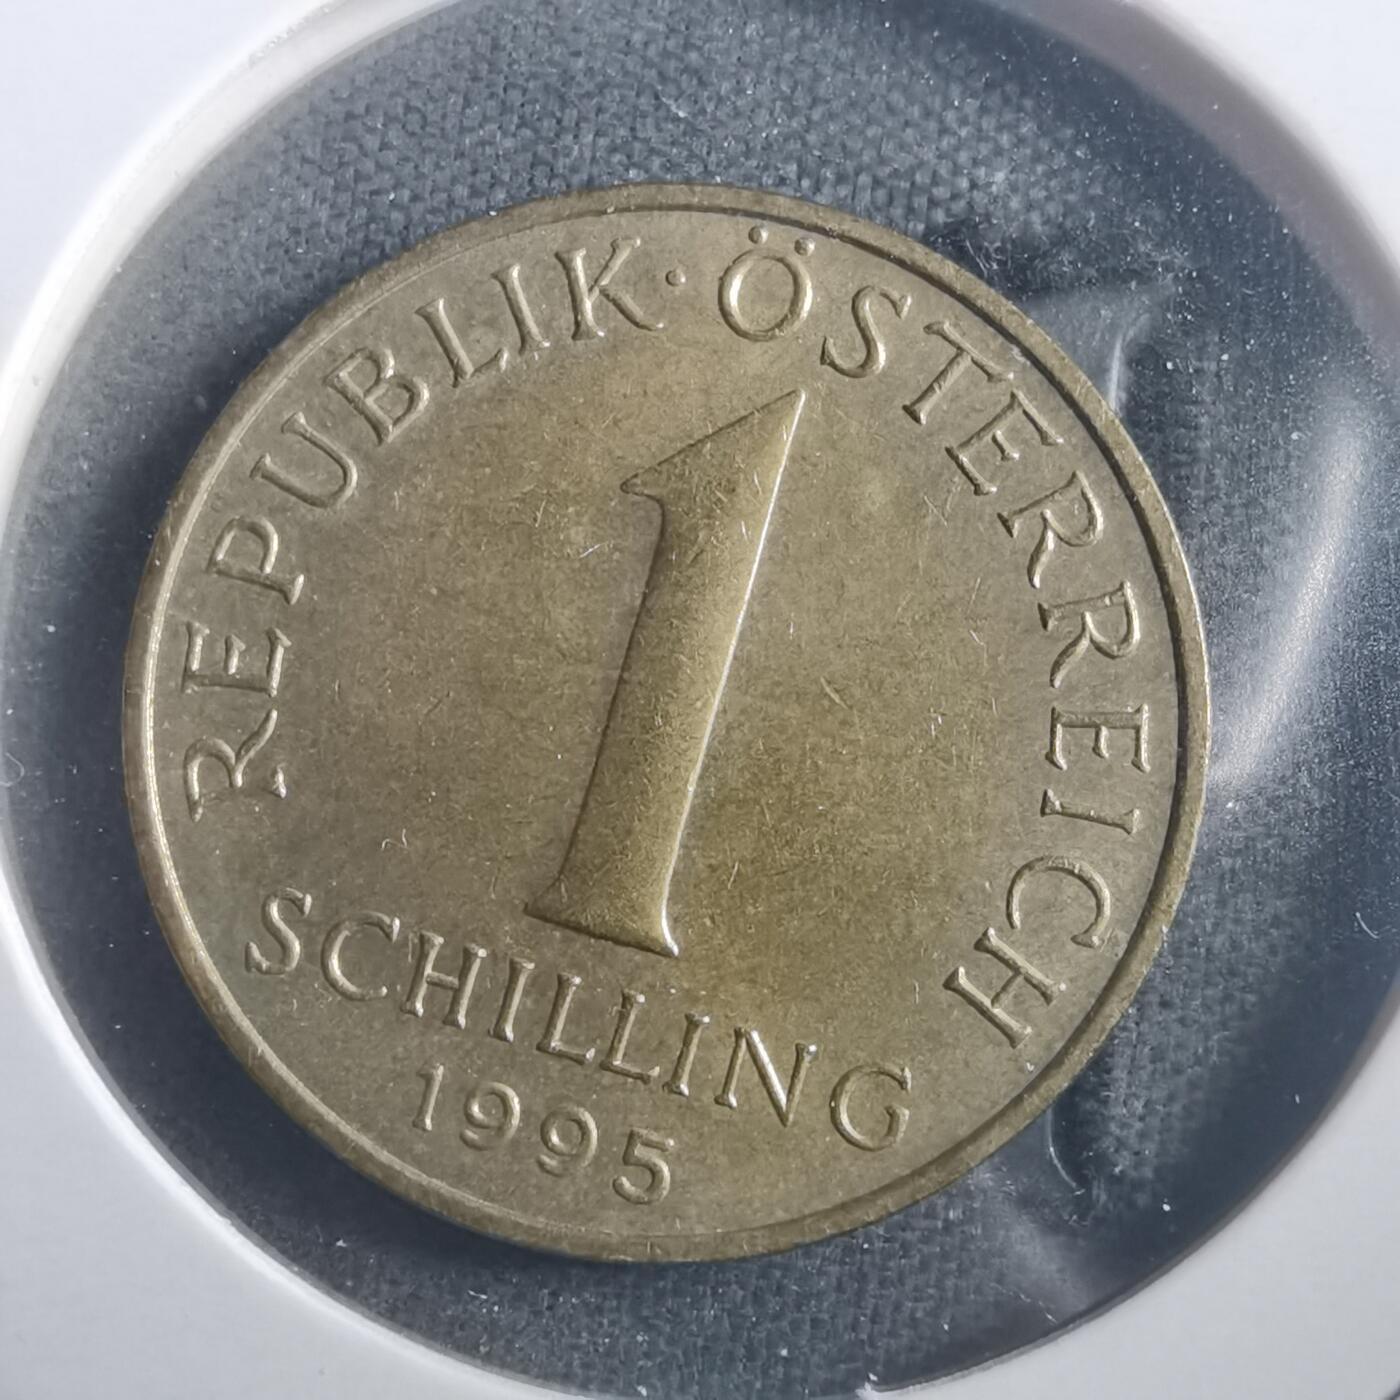 REPUBLIK · ÖSTERREICH
1
SCHILLING
1995